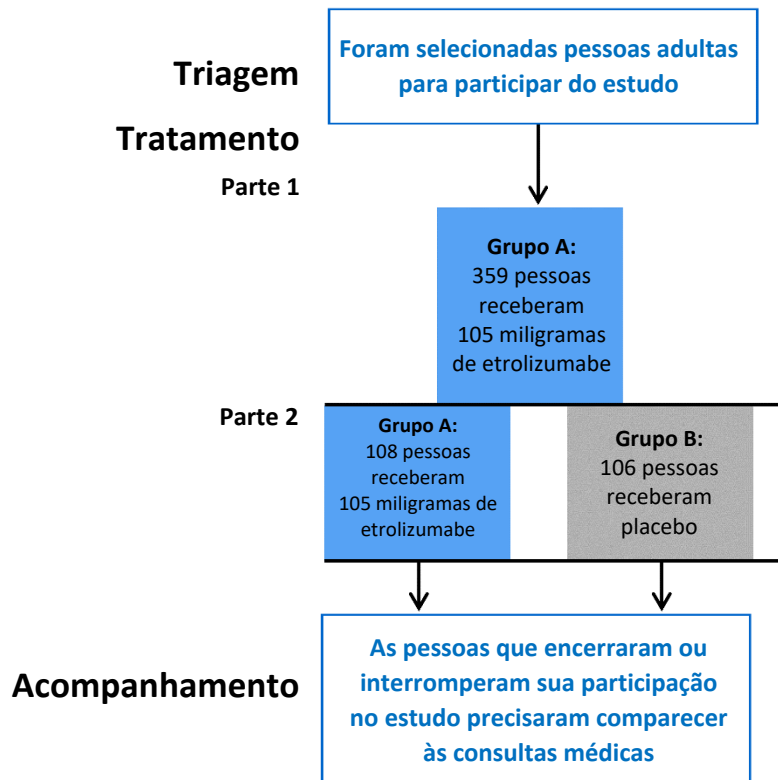 Triagem
Foram selecionadas pessoas adultas
para participar do estudo
Tratamento
Parte 1
Grupo A:
359 pessoas
receberam
105 miligramas
de etrolizumabe
Parte 2
Grupo A:
108 pessoas
receberam
105 miligramas de
etrolizumabe
Grupo B:
106 pessoas
receberam
placebo
Acompanhamento
As pessoas que encerraram ou
interromperam sua participação
no estudo precisaram comparecer
às consultas médicas